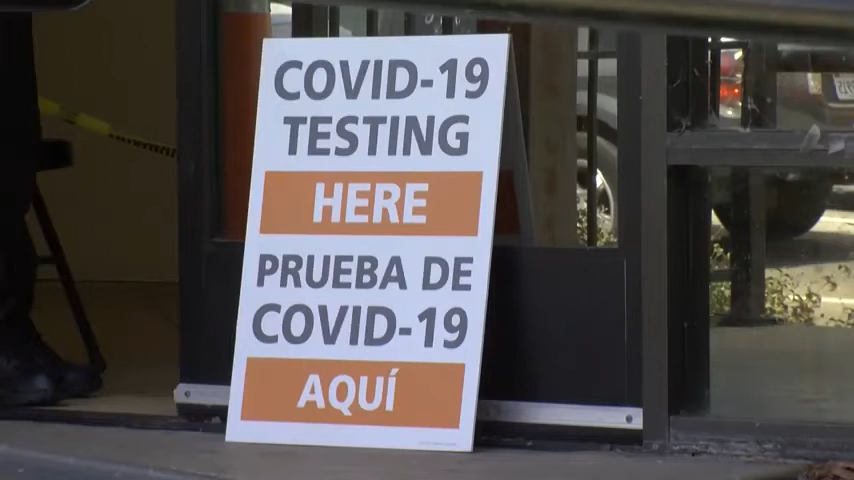 COVID-19
TESTING
HERE
PRUEBA DE
COVID-19
AQUÍ